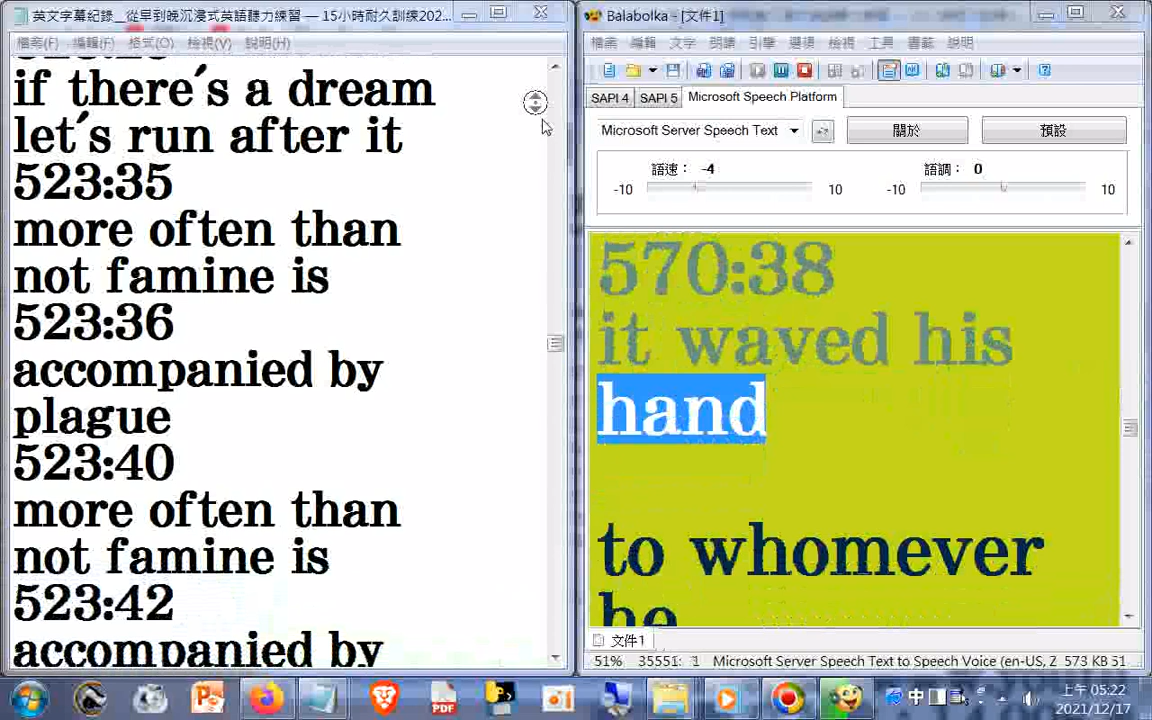 英文字幕紀錄__從早到晚沉浸式英語聽力練習 — 15小時耐久訓練202...
檔案(F) 編輯(E) 格式(O) 檢視(V) 說明(H)
if there's a dream
let's run after it
523:35
more often than
not famine is
523:36
accompanied by
plague
523:40
more often than
not famine is
523:42
accompanied by
Balabolka - [文件1]
檔案 編輯 文字 朗讀 引擎 選項 檢視 工具 書籤 說明
SAPI 4 SAPI 5 Microsoft Speech Platform
Microsoft Server Speech Text 關於 預設
語速： -4 語調： 0
-10 10 -10 10
570:38
it waved his
hand
to whomever
he
文件1
51% 35551: 1 Microsoft Server Speech Text to Speech Voice (en-US, 2 573 KB 51
PDF
中
上午 05:22
2021/12/17